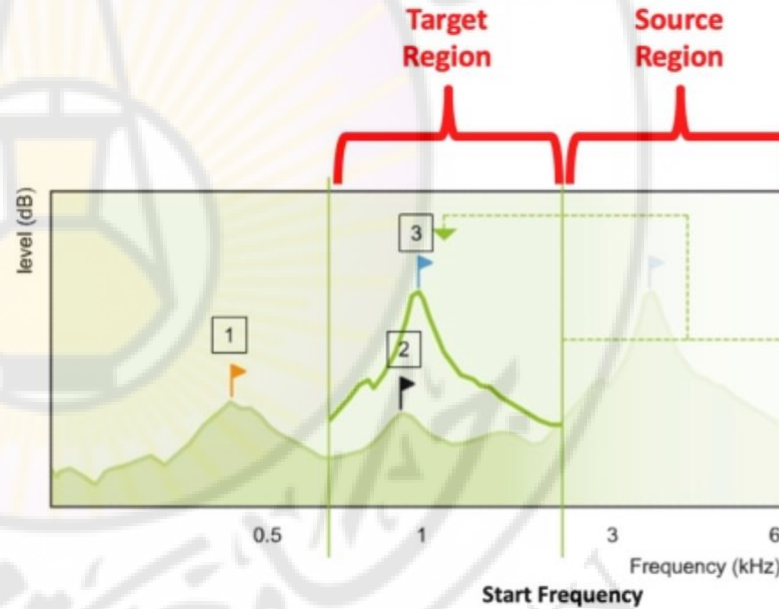 Target
Region
Source
Region
level (dB)
3
1
2
0.5
1
3
6
Frequency (kHz)
Start Frequency